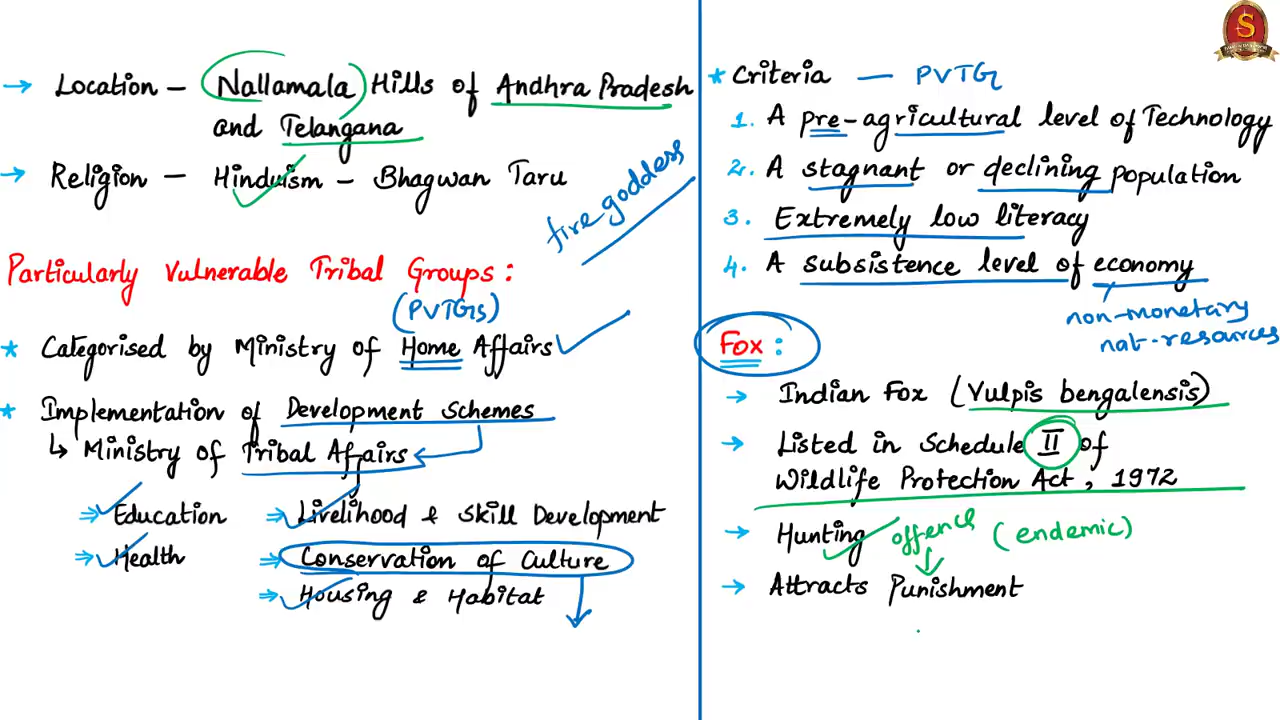 → Location - Nallamala Hills of Andhra Pradesh
and Telangana
→ Religion - Hinduism - Bhagwan Taru
fire goddess
Particularly Vulnerable Tribal Groups :
(PVTGs)
* Categorised by Ministry of Home Affairs
* Implementation of Development Schemes
↳ Ministry of Tribal Affairs
⇒ Education
⇒ Livelihood & Skill Development
⇒ Health
⇒ Conservation of Culture
⇒ Housing & Habitat
* Criteria — PVTG
1. A pre-agricultural level of Technology
2. A stagnant or declining population
3. Extremely low literacy
4. A subsistence level of economy
non-monetary
nat-resources
Fox :
→ Indian Fox (Vulpis bengalensis)
→ Listed in Schedule II of
Wildlife Protection Act, 1972
→ Hunting offence (endemic)
→ Attracts Punishment
S